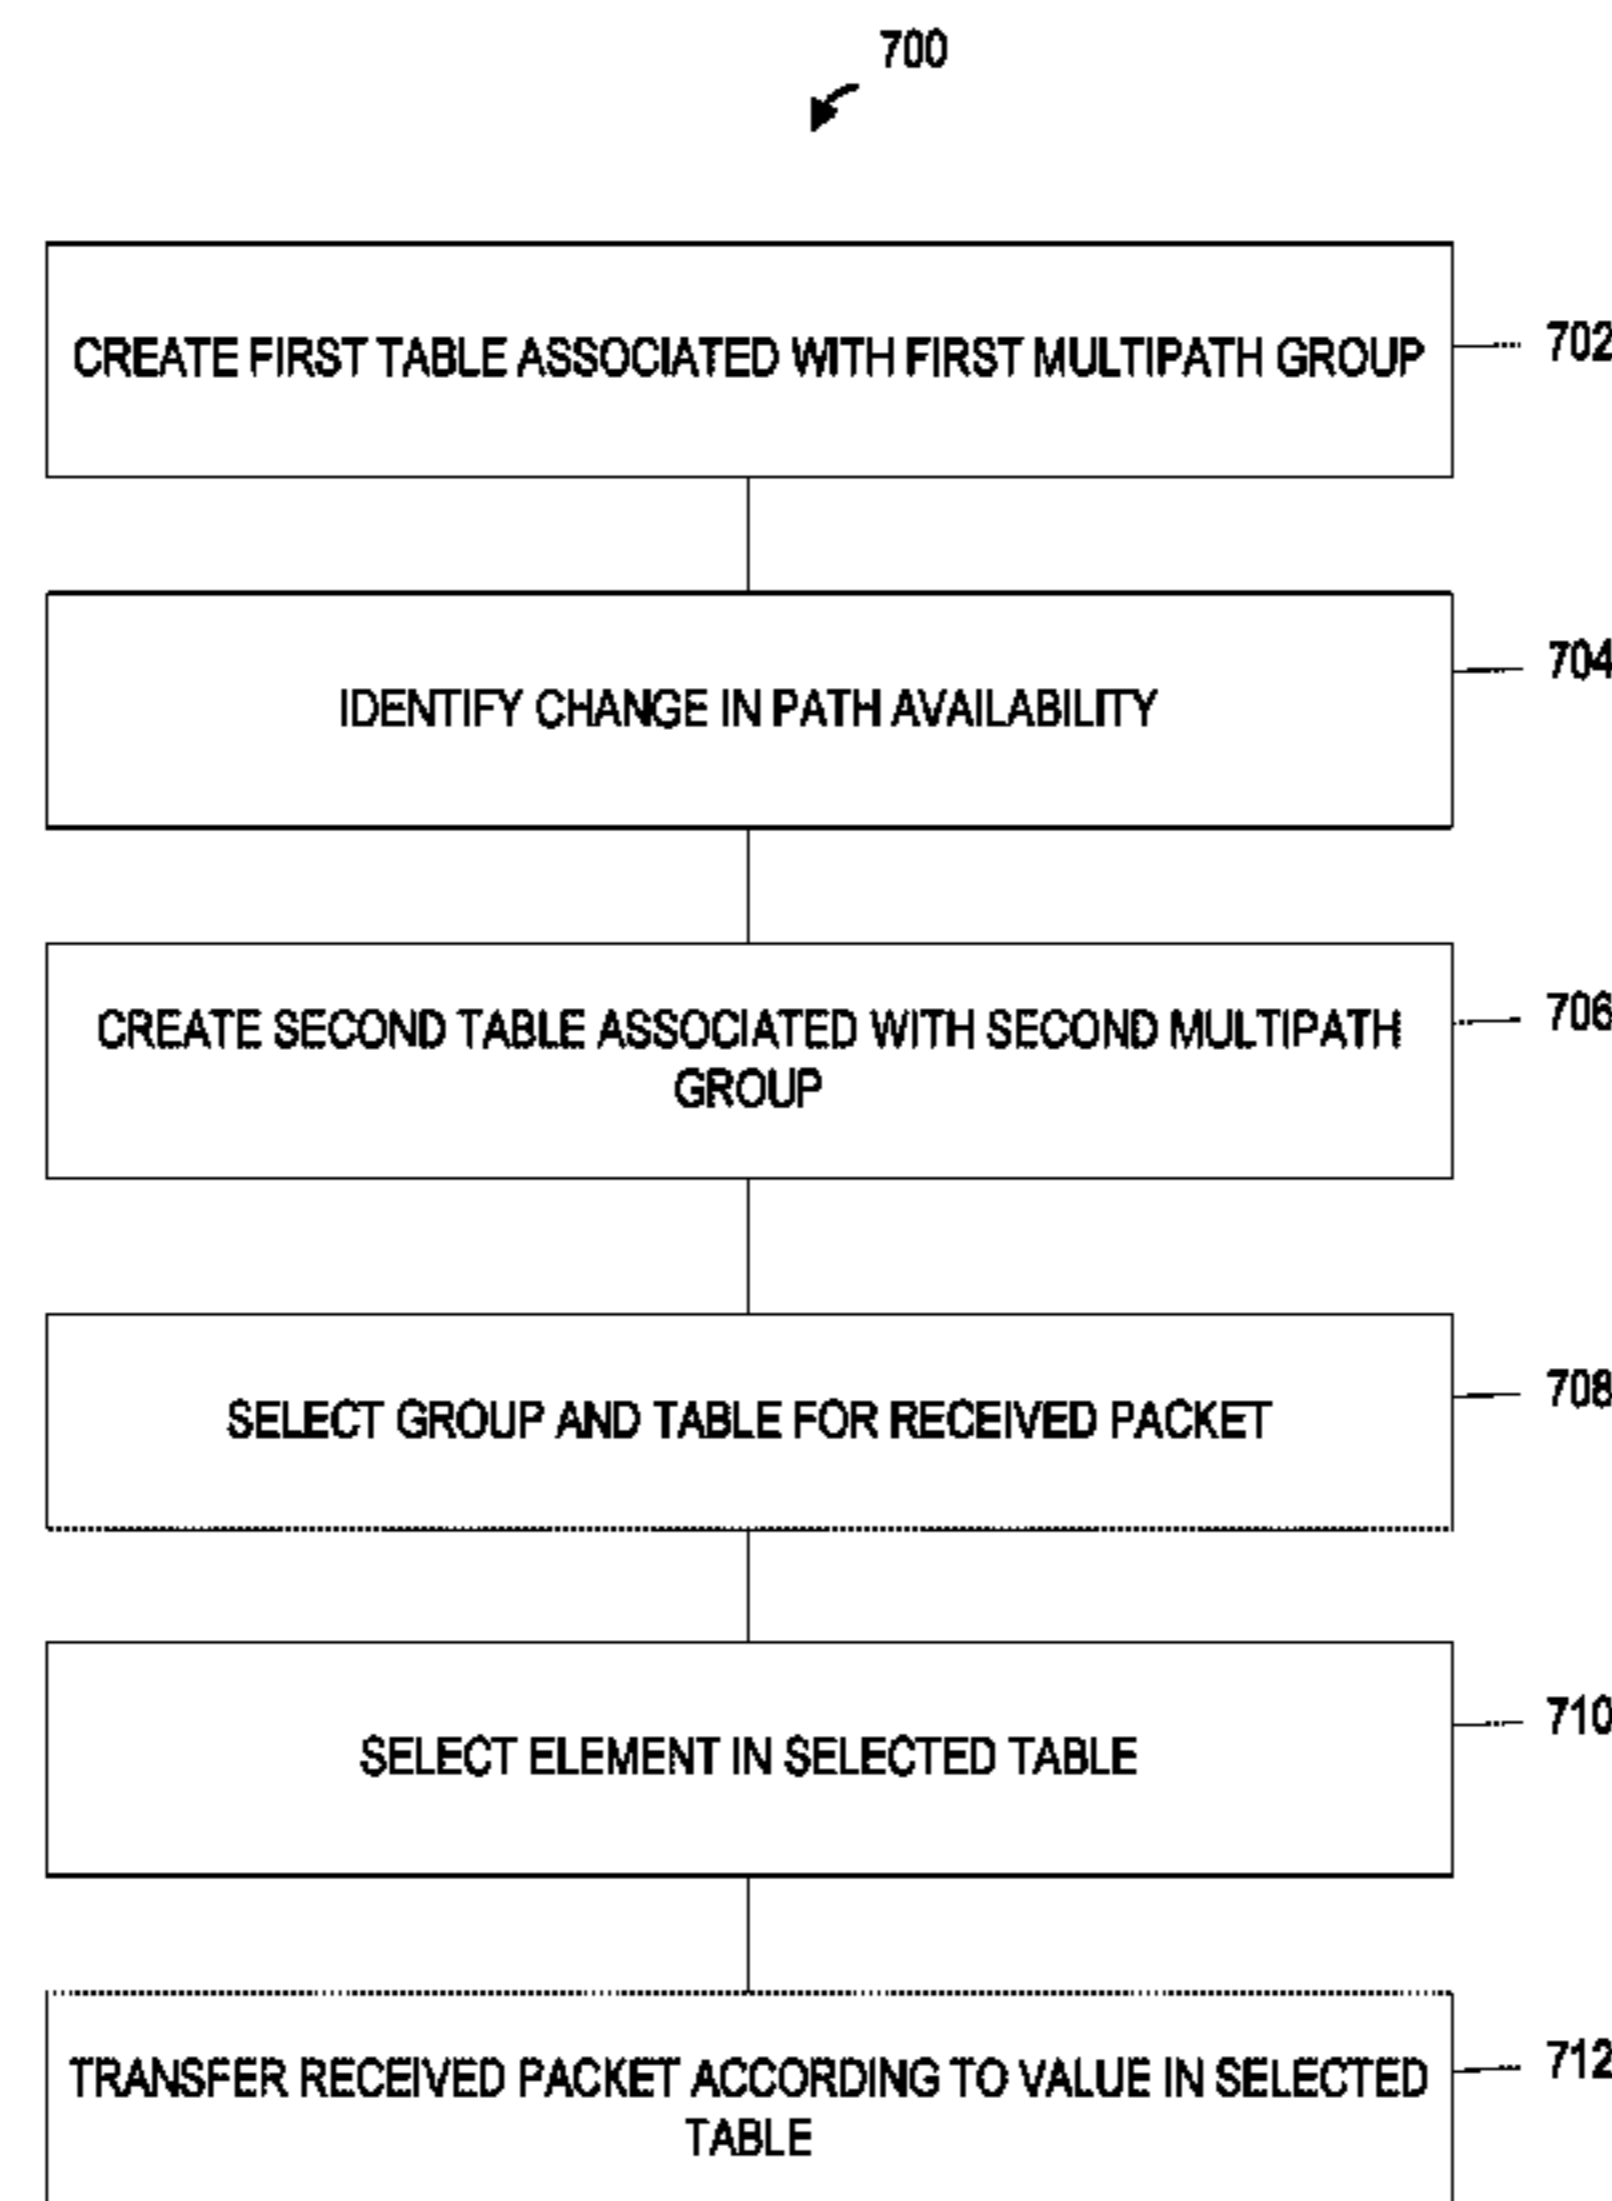 700
CREATE FIRST TABLE ASSOCIATED WITH FIRST MULTIPATH GROUP
702
IDENTIFY CHANGE IN PATH AVAILABILITY
704
CREATE SECOND TABLE ASSOCIATED WITH SECOND MULTIPATH
GROUP
706
SELECT GROUP AND TABLE FOR RECEIVED PACKET
708
SELECT ELEMENT IN SELECTED TABLE
710
TRANSFER RECEIVED PACKET ACCORDING TO VALUE IN SELECTED
TABLE
712